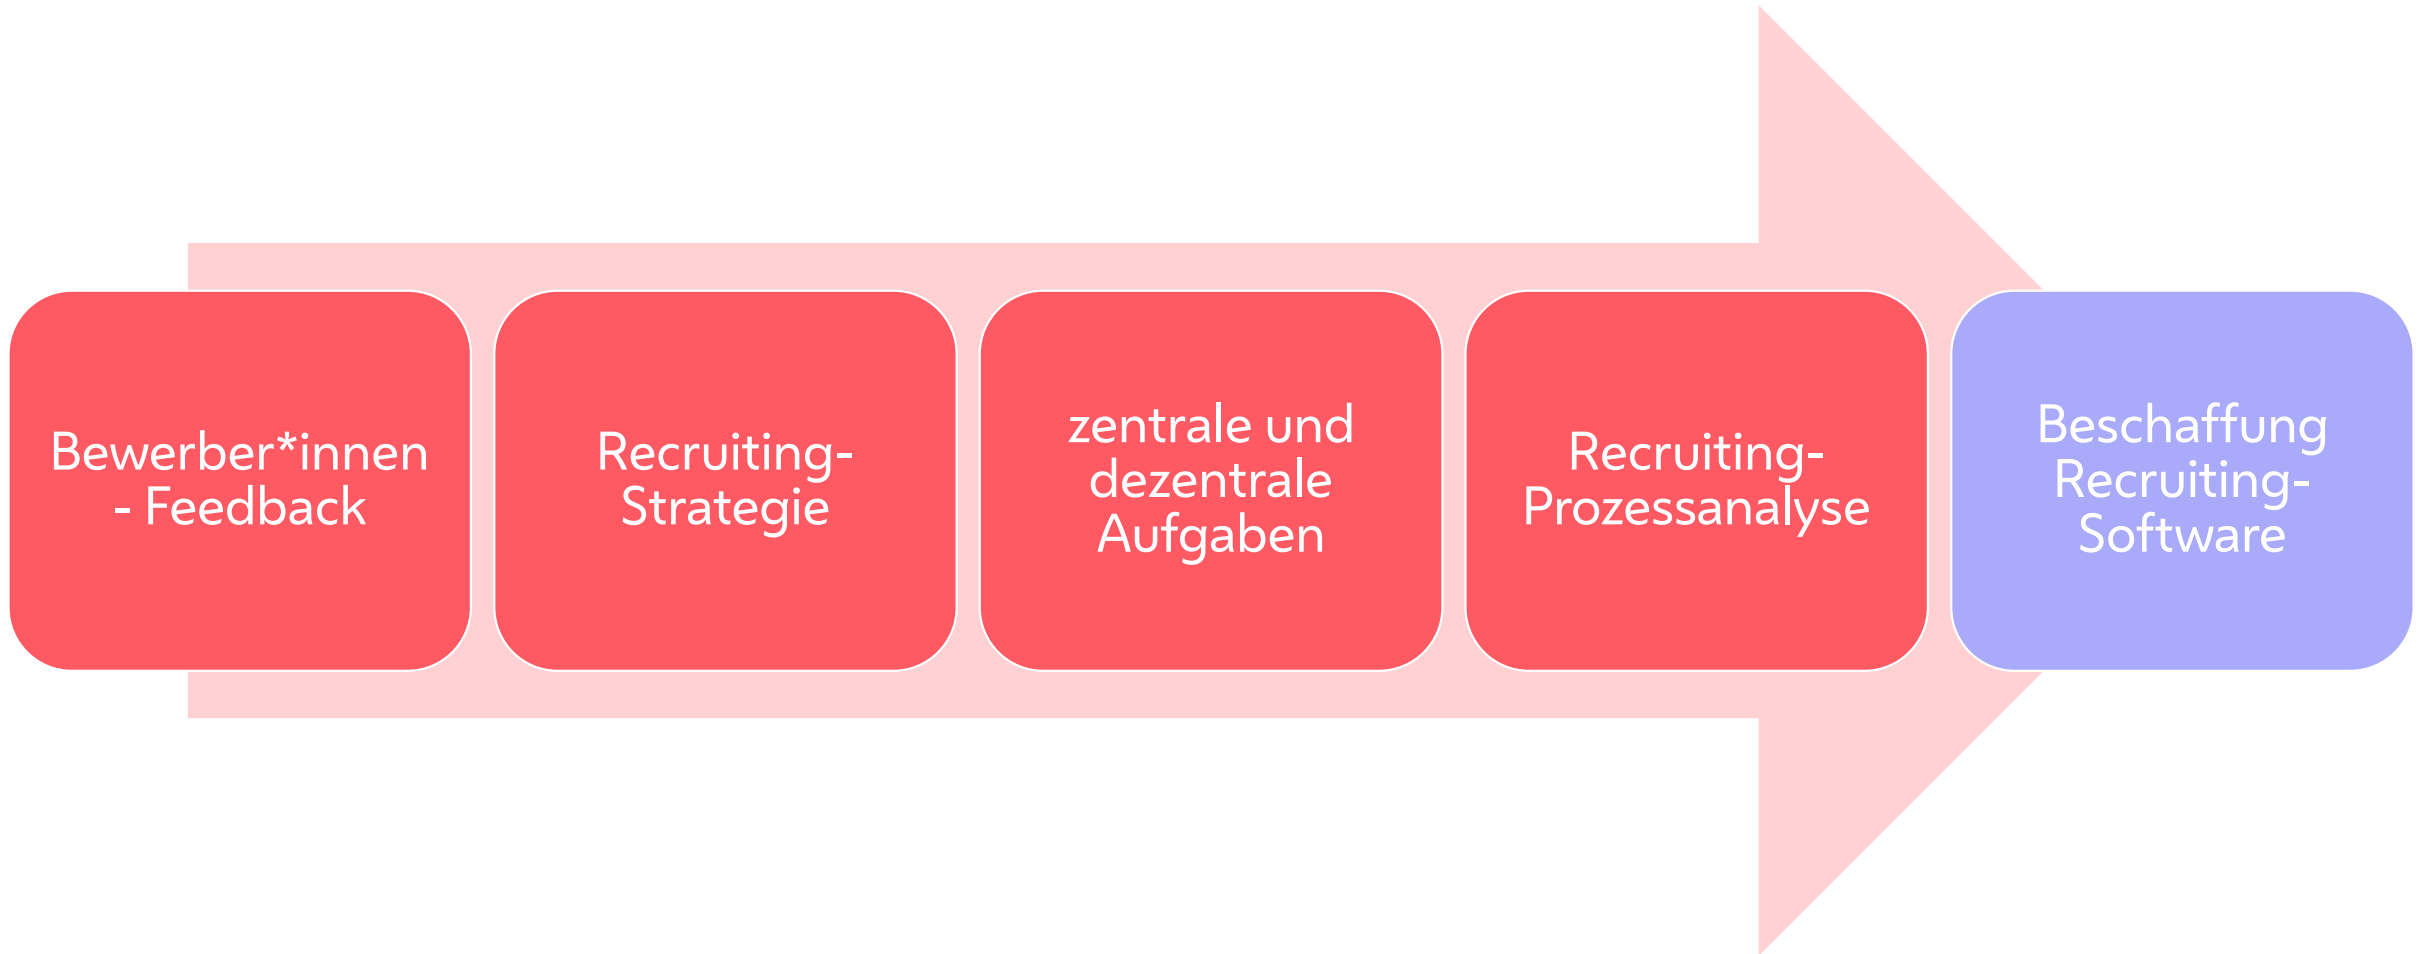 Bewerber*innen
- Feedback
Recruiting-
Strategie
zentrale und
dezentrale
Aufgaben
Recruiting-
Prozessanalyse
Beschaffung
Recruiting-
Software